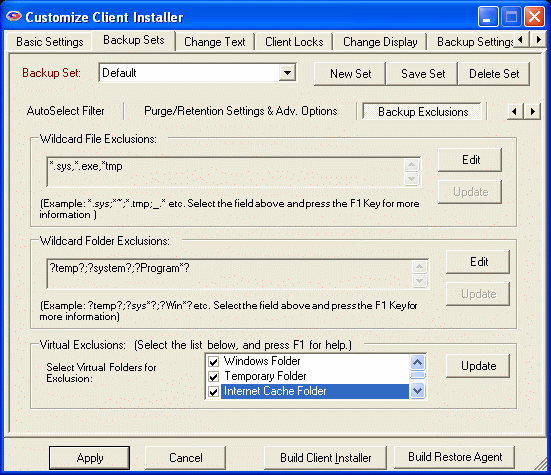 Customize Client Installer
Basic Settings Backup Sets Change Text Client Locks Change Display Backup Settings
Backup Set: Default New Set Save Set Delete Set
AutoSelect Filter Purge/Retention Settings & Adv. Options Backup Exclusions
Wildcard File Exclusions:
*.sys,*.exe,*tmp
Edit
Update
(Example: *.sys;*~;*.tmp;_.* etc. Select the field above and press the F1 Key for more
information )
Wildcard Folder Exclusions:
?temp?;?system?;?Program*?
Edit
Update
(Example: ?temp?;?sys*?;?Win*? etc. Select the field above and press the F1 Key for
more information)
Virtual Exclusions: (Select the list below, and press F1 for help.)
Select Virtual Folders for
Exclusion:
Windows Folder
Temporary Folder
Internet Cache Folder
Update
Apply Cancel Build Client Installer Build Restore Agent